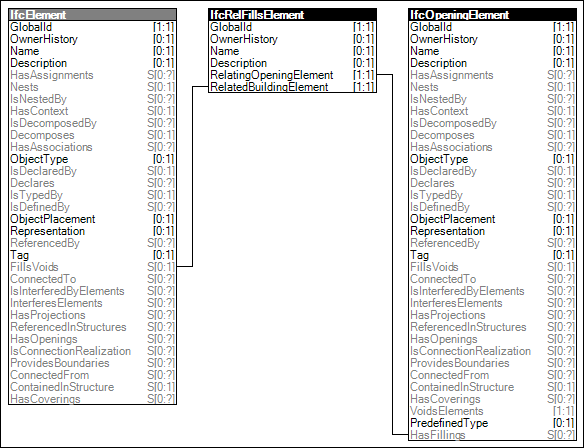 IfcElement
GlobalId [1:1]
OwnerHistory [0:1]
Name [0:1]
Description [0:1]
HasAssignments S[0:?]
Nests S[0:1]
IsNestedBy S[0:?]
HasContext S[0:1]
IsDecomposedBy S[0:?]
Decomposes S[0:1]
HasAssociations S[0:?]
ObjectType [0:1]
IsDeclaredBy S[0:1]
Declares S[0:?]
IsTypedBy S[0:1]
IsDefinedBy S[0:?]
ObjectPlacement [0:1]
Representation [0:1]
ReferencedBy S[0:?]
Tag [0:1]
FillsVoids S[0:1]
ConnectedTo S[0:?]
IsInterferedByElements S[0:?]
InterferesElements S[0:?]
HasProjections S[0:?]
ReferencedInStructures S[0:?]
HasOpenings S[0:?]
IsConnectionRealization S[0:?]
ProvidesBoundaries S[0:?]
ConnectedFrom S[0:?]
ContainedInStructure S[0:1]
HasCoverings S[0:?]
IfcRelFillsElement
GlobalId [1:1]
OwnerHistory [0:1]
Name [0:1]
Description [0:1]
RelatingOpeningElement [1:1]
RelatedBuildingElement [1:1]
IfcOpeningElement
GlobalId [1:1]
OwnerHistory [0:1]
Name [0:1]
Description [0:1]
HasAssignments S[0:?]
Nests S[0:1]
IsNestedBy S[0:?]
HasContext S[0:1]
IsDecomposedBy S[0:?]
Decomposes S[0:1]
HasAssociations S[0:?]
ObjectType [0:1]
IsDeclaredBy S[0:1]
Declares S[0:?]
IsTypedBy S[0:1]
IsDefinedBy S[0:?]
ObjectPlacement [0:1]
Representation [0:1]
ReferencedBy S[0:?]
Tag [0:1]
FillsVoids S[0:1]
ConnectedTo S[0:?]
IsInterferedByElements S[0:?]
InterferesElements S[0:?]
HasProjections S[0:?]
ReferencedInStructures S[0:?]
HasOpenings S[0:?]
IsConnectionRealization S[0:?]
ProvidesBoundaries S[0:?]
ConnectedFrom S[0:?]
ContainedInStructure S[0:1]
HasCoverings S[0:?]
VoidsElements [1:1]
PredefinedType [0:1]
HasFillings S[0:?]